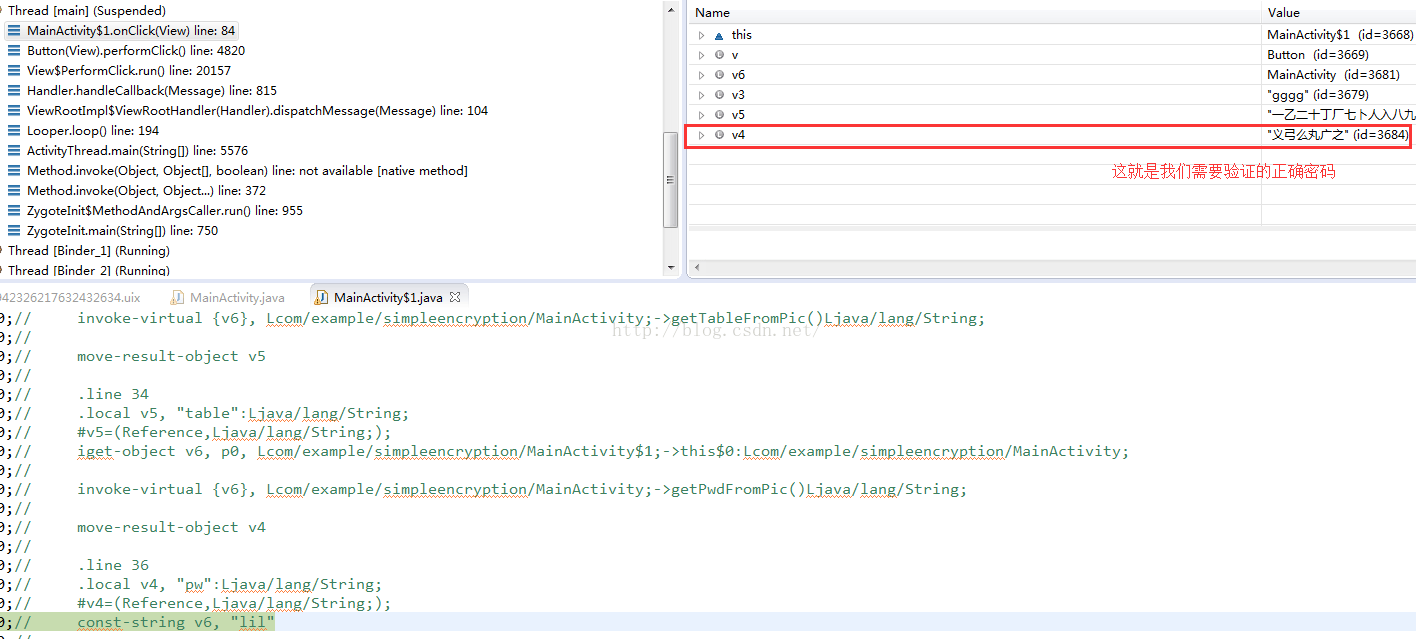 Thread [main] (Suspended)
MainActivity$1.onClick(View) line: 84
Button(View).performClick() line: 4820
View$PerformClick.run() line: 20157
Handler.handleCallback(Message) line: 815
ViewRootImpl$ViewRootHandler(Handler).dispatchMessage(Message) line: 104
Looper.loop() line: 194
ActivityThread.main(String[]) line: 5576
Method.invoke(Object, Object[], boolean) line: not available [native method]
Method.invoke(Object, Object...) line: 372
ZygoteInit$MethodAndArgsCaller.run() line: 955
ZygoteInit.main(String[]) line: 750
Thread [Binder_1] (Running)
Thread [Binder_2] (Running)
Name Value
this MainActivity$1 (id=3668)
v Button (id=3669)
v6 MainActivity (id=3681)
v3 "gggg" (id=3679)
v5 "一乙二十丁厂七卜人入八九
v4 "义弓么丸广之" (id=3684)
这就是我们需要验证的正确密码
942326217632432634.uix MainActivity.java MainActivity$1.java
0;// invoke-virtual {v6}, Lcom/example/simpleencryption/MainActivity;->getTableFromPic()Ljava/lang/String;
http://blog.csdn.net/
0;//
0;// move-result-object v5
0;//
0;// .line 34
0;// .local v5, "table":Ljava/lang/String;
0;// #v5=(Reference,Ljava/lang/String;);
0;// iget-object v6, p0, Lcom/example/simpleencryption/MainActivity$1;->this$0:Lcom/example/simpleencryption/MainActivity;
0;//
0;// invoke-virtual {v6}, Lcom/example/simpleencryption/MainActivity;->getPwdFromPic()Ljava/lang/String;
0;//
0;// move-result-object v4
0;//
0;// .line 36
0;// .local v4, "pw":Ljava/lang/String;
0;// #v4=(Reference,Ljava/lang/String;);
0;// const-string v6, "lil"